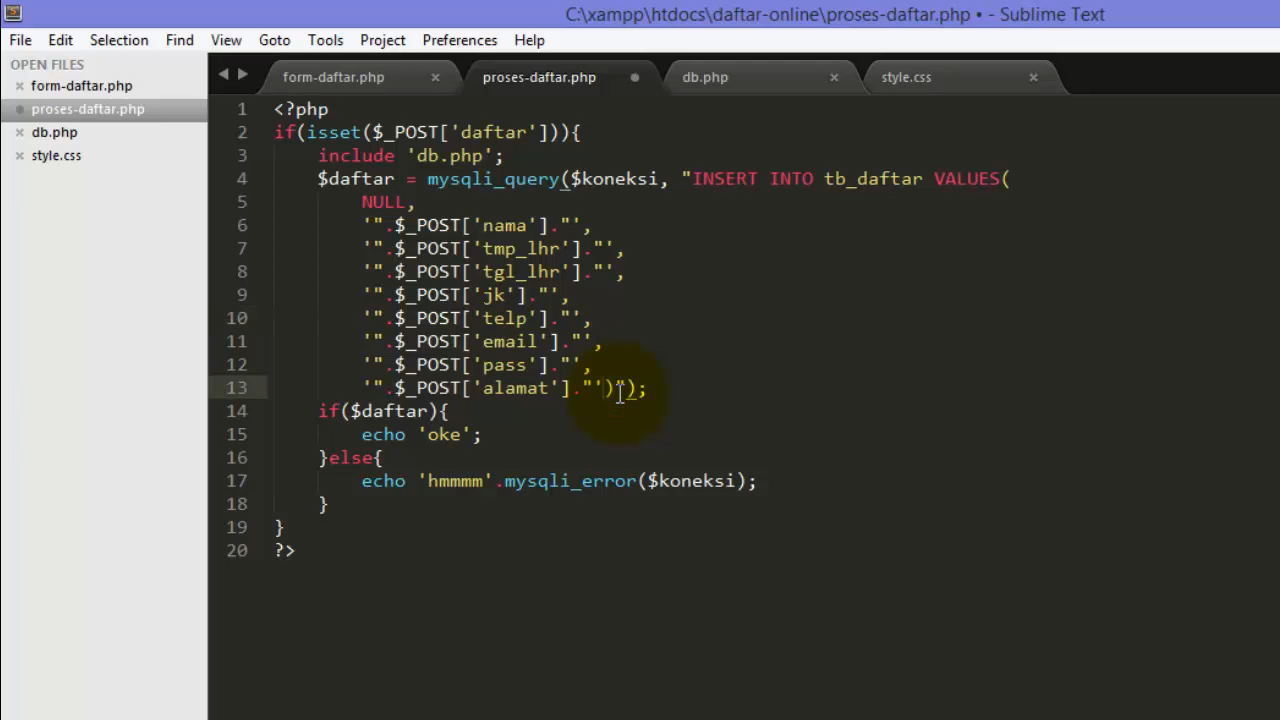 C:\xampp\htdocs\daftar-online\proses-daftar.php • - Sublime Text
File Edit Selection Find View Goto Tools Project Preferences Help
OPEN FILES
form-daftar.php
proses-daftar.php
db.php
style.css
form-daftar.php × proses-daftar.php db.php × style.css ×
1 <?php
2 if(isset($_POST['daftar'])){
3 include 'db.php';
4 $daftar = mysqli_query($koneksi, "INSERT INTO tb_daftar VALUES(
5 NULL,
6 '".$_POST['nama']."',
7 '".$_POST['tmp_lhr']."',
8 '".$_POST['tgl_lhr']."',
9 '".$_POST['jk']."',
10 '".$_POST['telp']."',
11 '".$_POST['email']."',
12 '".$_POST['pass']."',
13 '".$_POST['alamat']."')");
14 if($daftar){
15 echo 'oke';
16 }else{
17 echo 'hmmmm'.mysqli_error($koneksi);
18 }
19 }
20 ?>